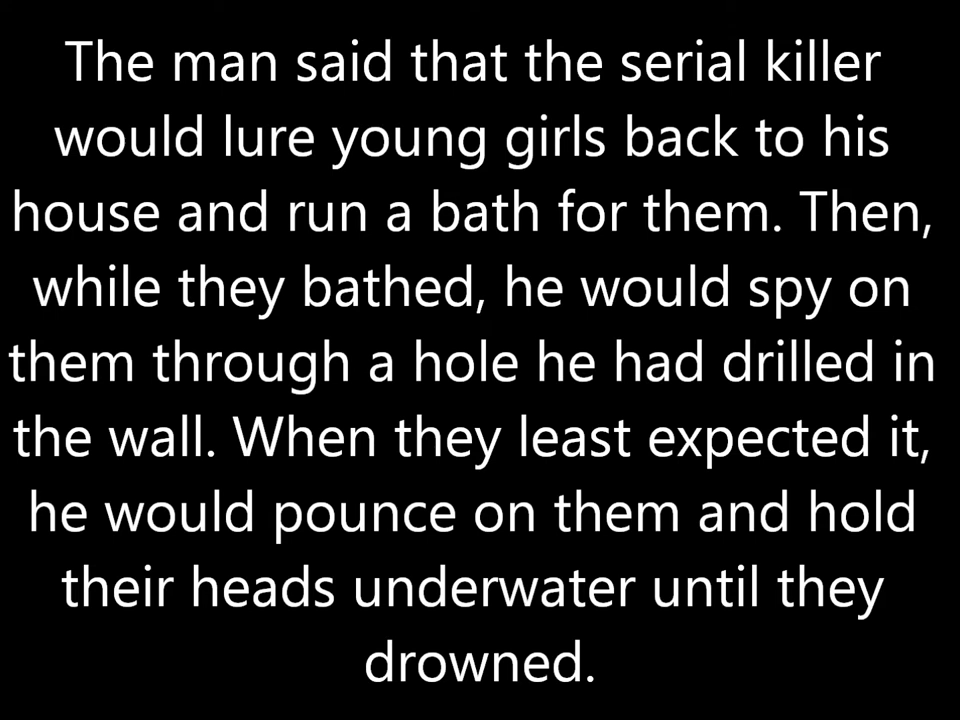 The man said that the serial killer
would lure young girls back to his
house and run a bath for them. Then,
while they bathed, he would spy on
them through a hole he had drilled in
the wall. When they least expected it,
he would pounce on them and hold
their heads underwater until they
drowned.